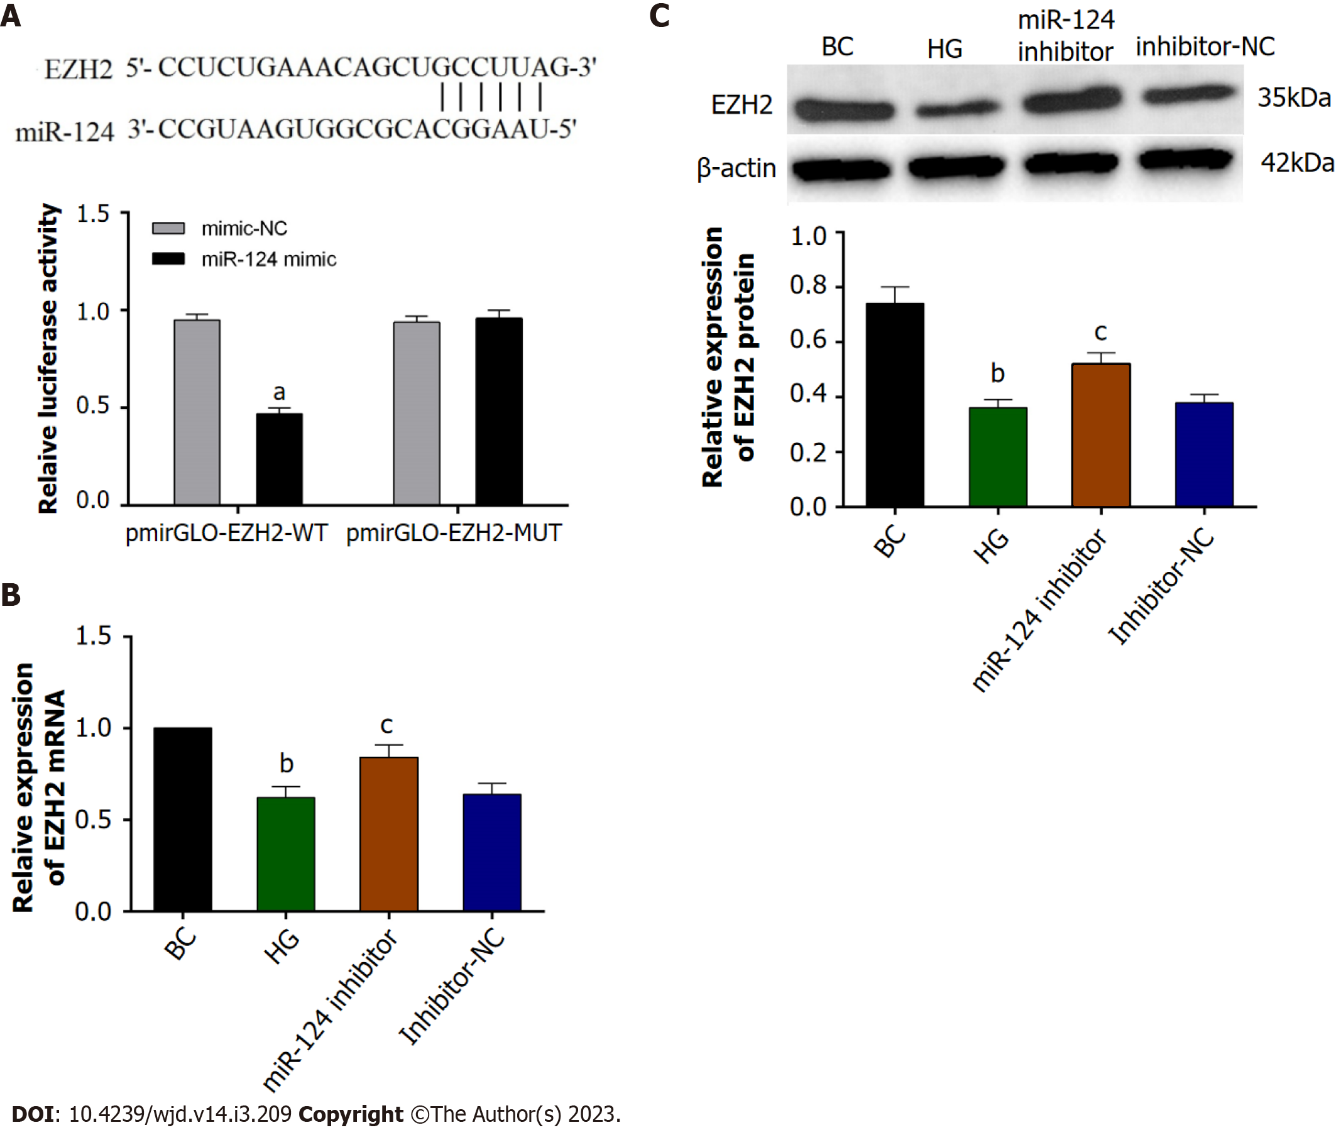 A
EZH2 5'- CCUCUGAAACAGCUGCCUUAG-3'
miR-124 3'-CCGUAAGUGGCGCACGGAAU-5'
Relaive luciferase activity
1.5
1.0
0.5
0.0
mimic-NC
miR-124 mimic
a
pmirGLO-EZH2-WT pmirGLO-EZH2-MUT
B
Relaive expression
of EZH2 mRNA
1.5
1.0
0.5
0.0
b
c
BC
HG
miR-124 inhibitor
Inhibitor-NC
C
BC
HG
miR-124
inhibitor
inhibitor-NC
EZH2
35kDa
β-actin
42kDa
Relative expression
of EZH2 protein
1.0
0.8
0.6
0.4
0.2
0.0
b
c
BC
HG
miR-124 inhibitor
Inhibitor-NC
DOI: 10.4239/wjd.v14.i3.209 Copyright ©The Author(s) 2023.